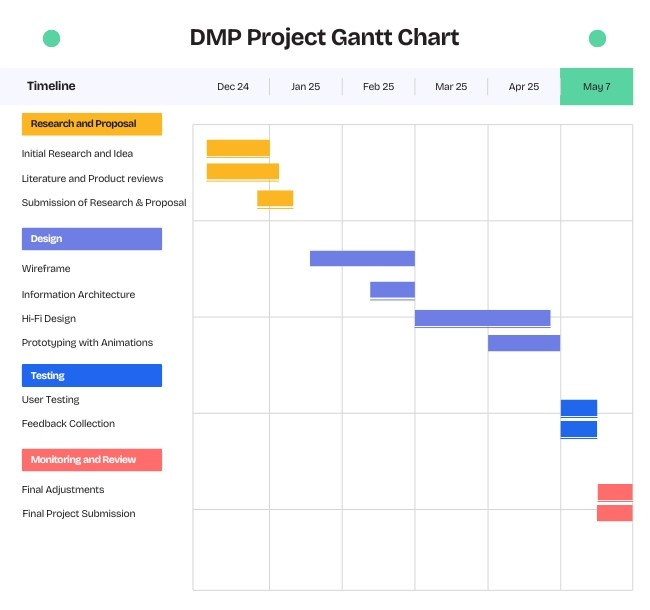 DMP Project Gantt Chart
Timeline
Dec 24
Jan 25
Feb 25
Mar 25
Apr 25
May 7
Research and Proposal
Initial Research and Idea
Literature and Product reviews
Submission of Research & Proposal
Design
Wireframe
Information Architecture
Hi-Fi Design
Prototyping with Animations
Testing
User Testing
Feedback Collection
Monitoring and Review
Final Adjustments
Final Project Submission